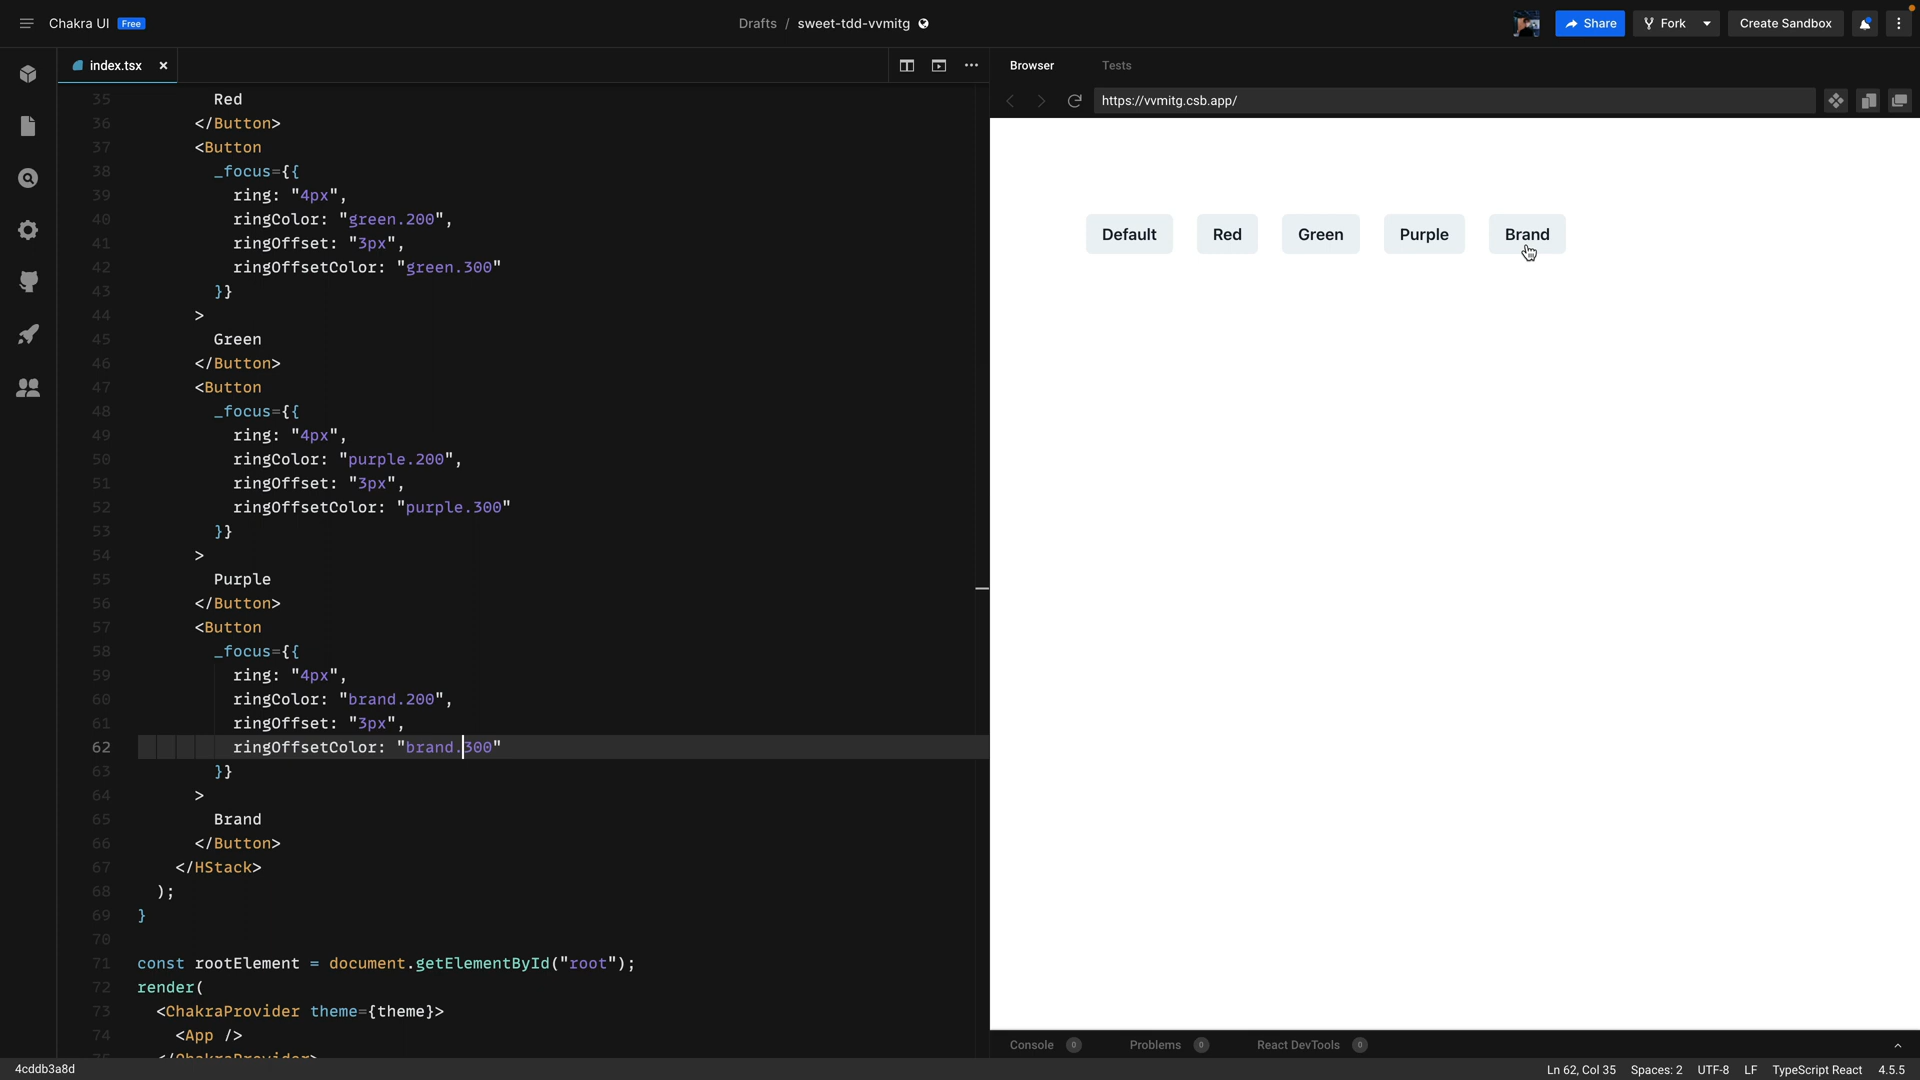 Chakra UI Free
Drafts / sweet-tdd-vvmitg
Share
Fork
Create Sandbox
index.tsx
35 Red
36 </Button>
37 <Button
38 _focus={{
39 ring: "4px",
40 ringColor: "green.200",
41 ringOffset: "3px",
42 ringOffsetColor: "green.300"
43 }}
44 >
45 Green
46 </Button>
47 <Button
48 _focus={{
49 ring: "4px",
50 ringColor: "purple.200",
51 ringOffset: "3px",
52 ringOffsetColor: "purple.300"
53 }}
54 >
55 Purple
56 </Button>
57 <Button
58 _focus={{
59 ring: "4px",
60 ringColor: "brand.200",
61 ringOffset: "3px",
62 ringOffsetColor: "brand.300"
63 }}
64 >
65 Brand
66 </Button>
67 </HStack>
68 );
69 }
70
71 const rootElement = document.getElementById("root");
72 render(
73 <ChakraProvider theme={theme}>
74 <App />
75 </ChakraProvider>
Browser Tests
https://vvmitg.csb.app/
Default Red Green Purple Brand
Console 0 Problems 0 React DevTools 0
4cddb3a8d
Ln 62, Col 35 Spaces: 2 UTF-8 LF TypeScript React 4.5.5